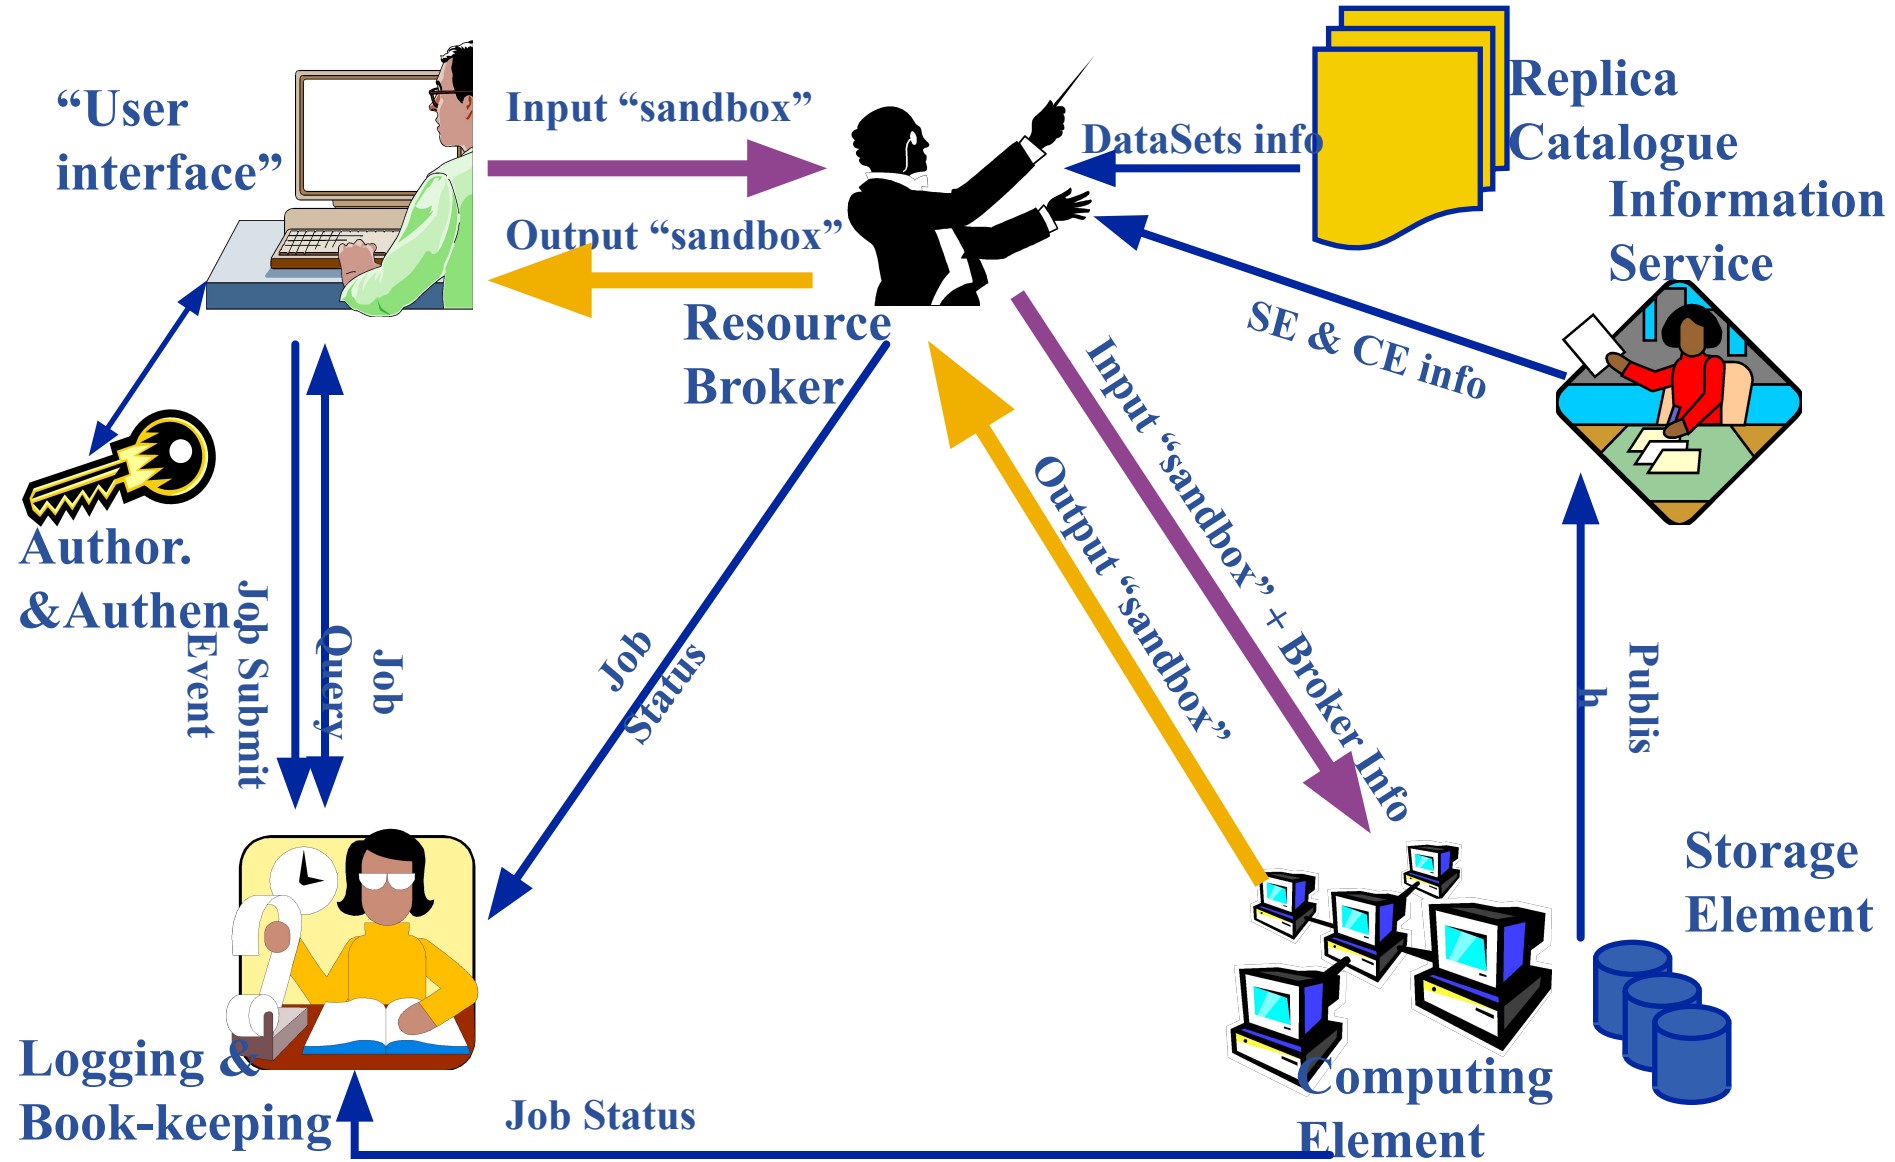 “User
interface”
Input “sandbox”
Output “sandbox”
DataSets info
Replica
Catalogue
Information
Service
Resource
Broker
SE & CE info
Author.
&Authen.
Job Submit
Event
Job
Query
Job
Status
Output “sandbox”
Input “sandbox” + Broker Info
Publis
h
Storage
Element
Logging &
Book-keeping
Job Status
Computing
Element